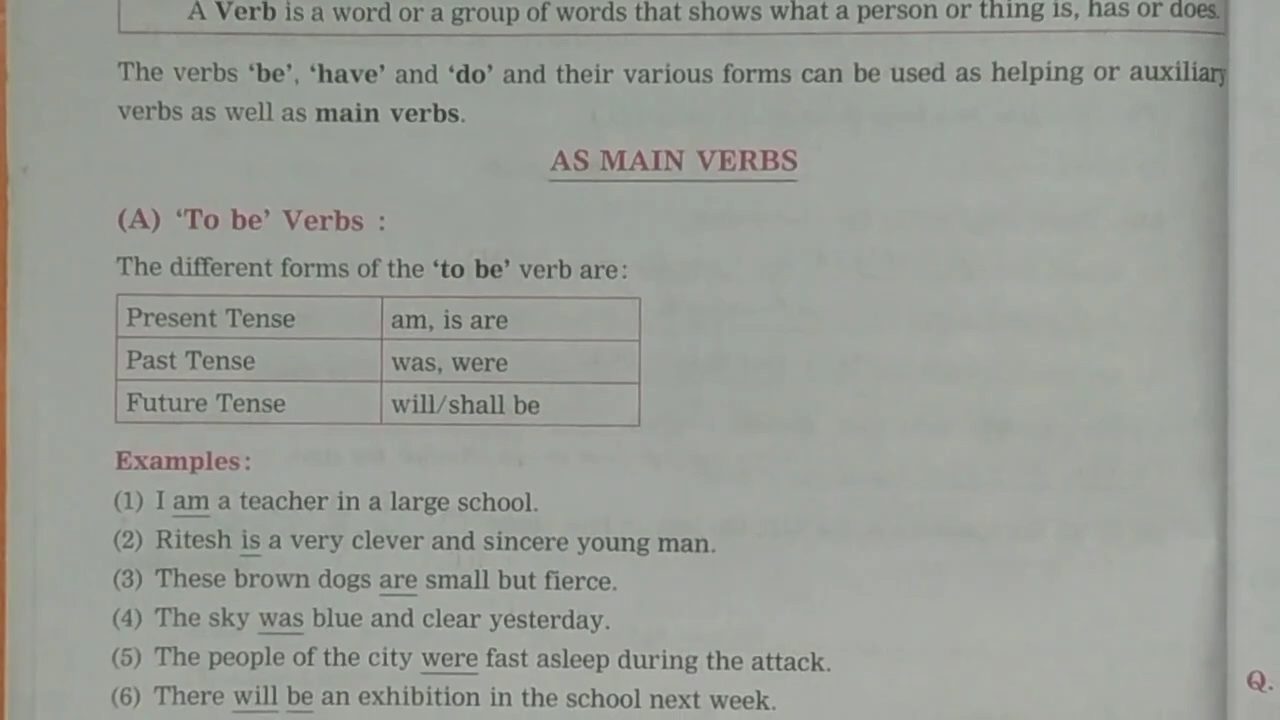 A Verb is a word or a group of words that shows what a person or thing is, has or does.
The verbs ‘be’, ‘have’ and ‘do’ and their various forms can be used as helping or auxiliary
verbs as well as main verbs.
AS MAIN VERBS
(A) ‘To be’ Verbs :
The different forms of the ‘to be’ verb are:
Present Tense am, is are
Past Tense was, were
Future Tense will/shall be
Examples:
(1) I am a teacher in a large school.
(2) Ritesh is a very clever and sincere young man.
(3) These brown dogs are small but fierce.
(4) The sky was blue and clear yesterday.
(5) The people of the city were fast asleep during the attack.
(6) There will be an exhibition in the school next week.
Q.